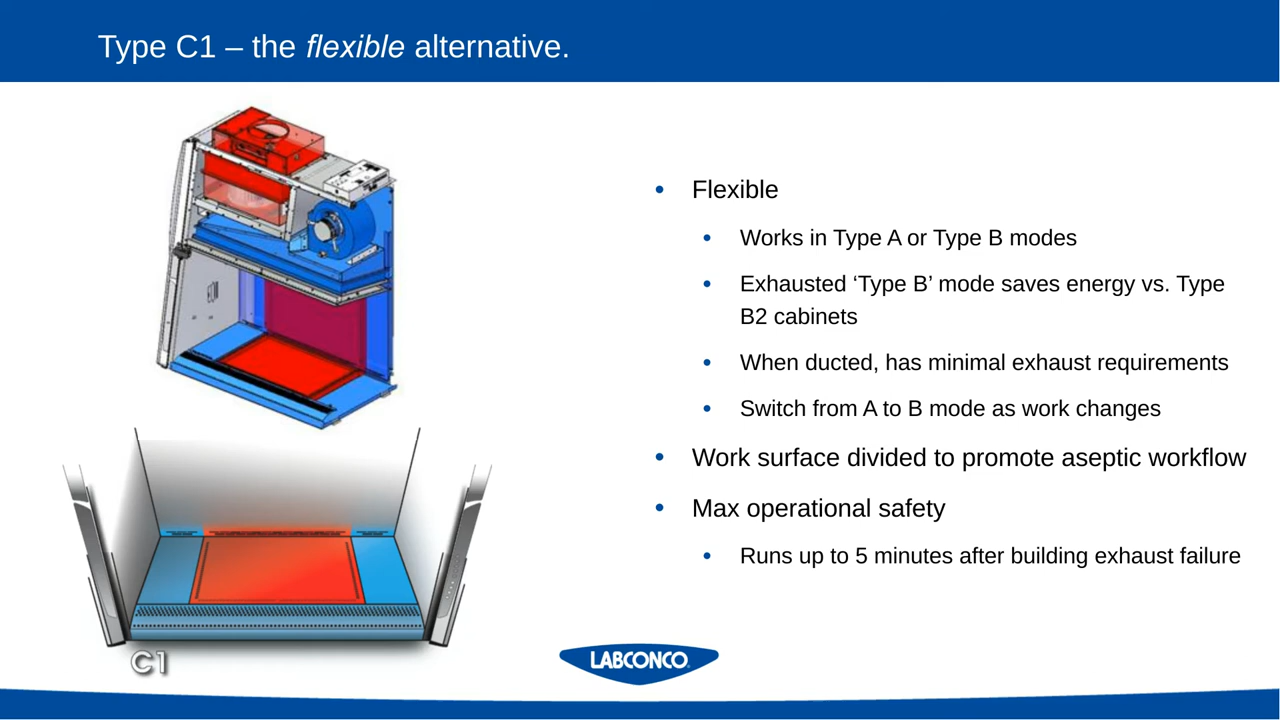 Type C1 – the flexible alternative.
• Flexible
• Works in Type A or Type B modes
• Exhausted ‘Type B’ mode saves energy vs. Type
B2 cabinets
• When ducted, has minimal exhaust requirements
• Switch from A to B mode as work changes
• Work surface divided to promote aseptic workflow
• Max operational safety
• Runs up to 5 minutes after building exhaust failure
C1
LABCONCO